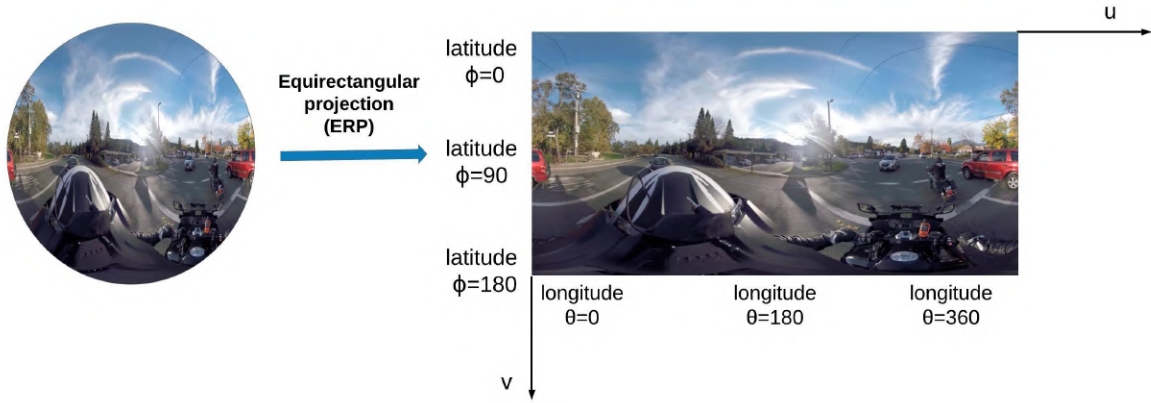 Equirectangular
projection
(ERP)
latitude
ϕ=0
latitude
ϕ=90
latitude
ϕ=180
u
v
longitude
θ=0
longitude
θ=180
longitude
θ=360